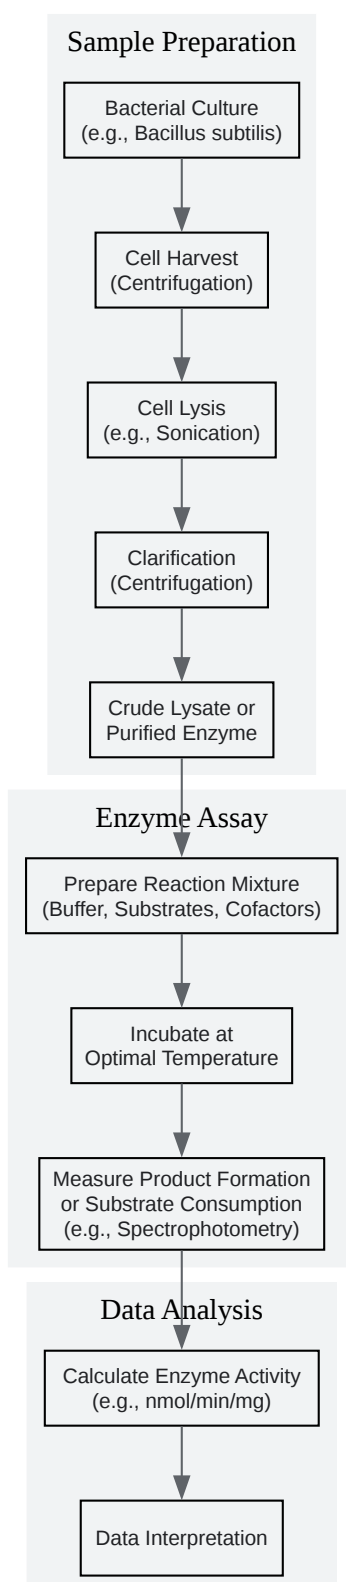 Sample Preparation
Bacterial Culture
(e.g., Bacillus subtilis)
Cell Harvest
(Centrifugation)
Cell Lysis
(e.g., Sonication)
Clarification
(Centrifugation)
Crude Lysate or
Purified Enzyme
Enzyme Assay
Prepare Reaction Mixture
(Buffer, Substrates, Cofactors)
Incubate at
Optimal Temperature
Measure Product Formation
or Substrate Consumption
(e.g., Spectrophotometry)
Data Analysis
Calculate Enzyme Activity
(e.g., nmol/min/mg)
Data Interpretation